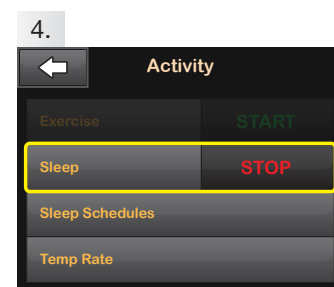 4.
Activity
Exercise START
Sleep STOP
Sleep Schedules
Temp Rate